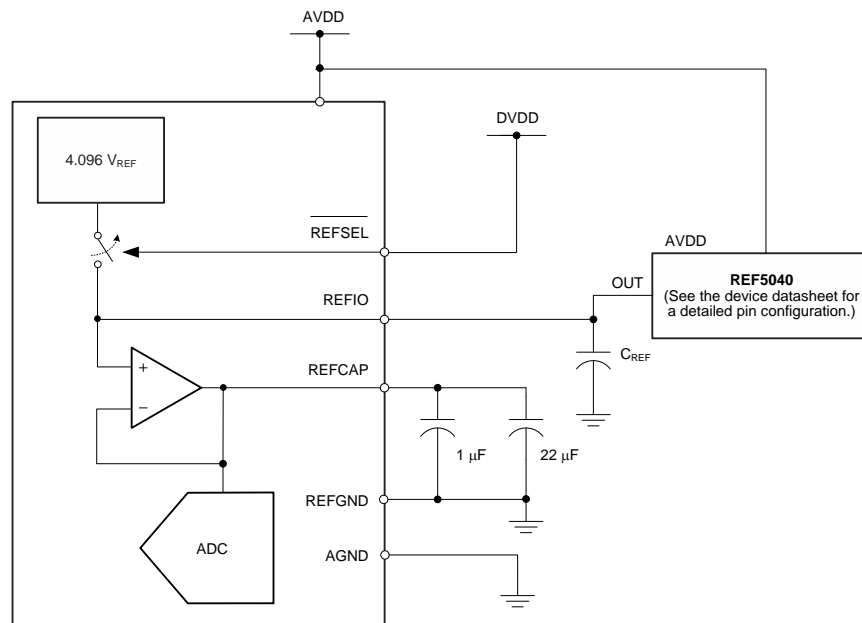 AVDD
DVDD
4.096 VREF
REFSEL
AVDD
REF5040
(See the device datasheet for
a detailed pin configuration.)
OUT
REFIO
CREF
+
REFCAP
−
1 μF
22 μF
REFGND
ADC
AGND